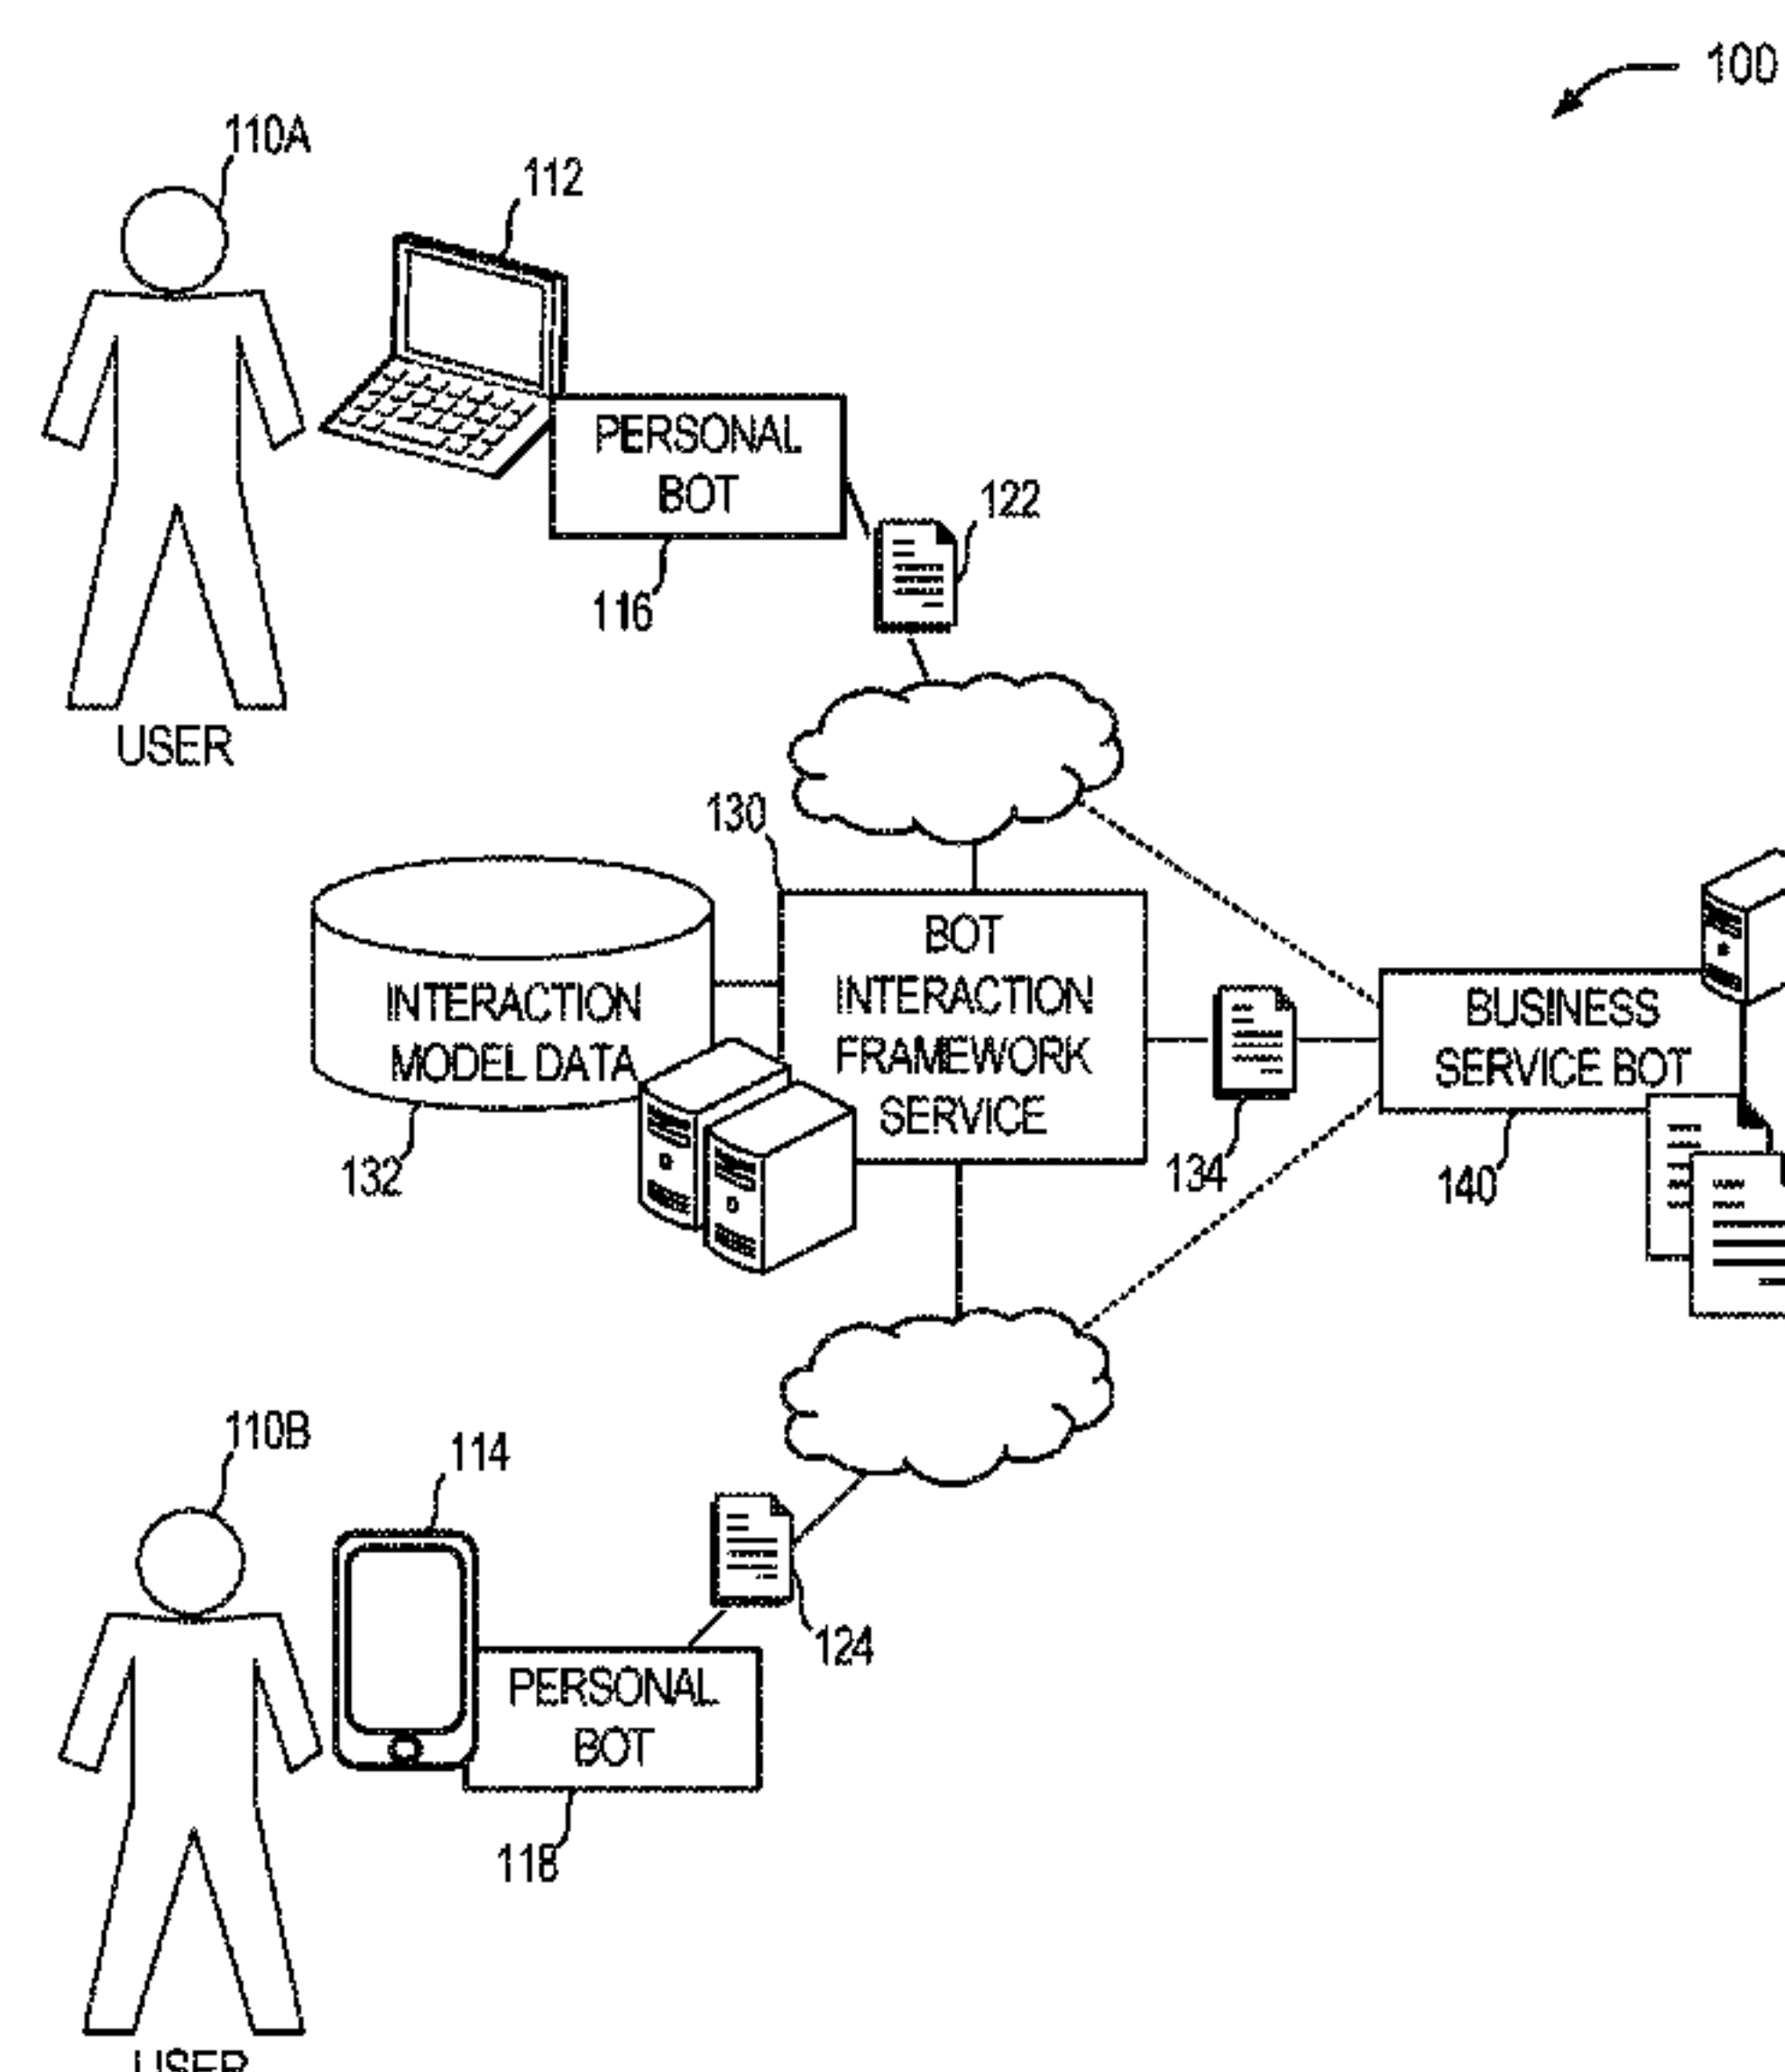 100
110A
112
PERSONAL
BOT
122
116
USER
130
BOT
INTERACTION
FRAMEWORK
SERVICE
INTERACTION
MODEL DATA
BUSINESS
SERVICE BOT
132
134
140
110B
114
124
PERSONAL
BOT
118
USER